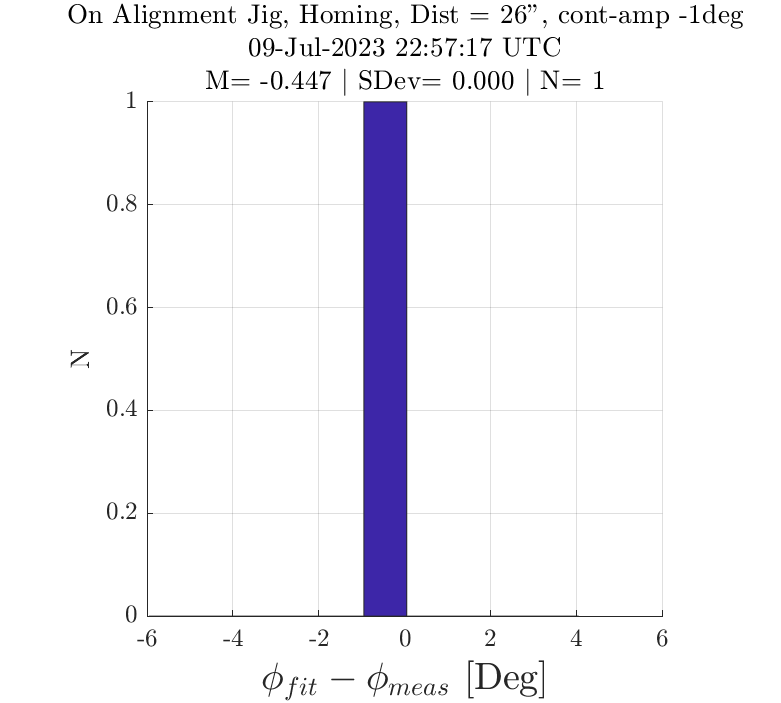 On Alignment Jig, Homing, Dist = 26”, cont-amp -1deg
09-Jul-2023 22:57:17 UTC
M= -0.447 | SDev= 0.000 | N= 1
1
0.8
0.6
0.4
0.2
0
N
-6 -4 -2 0 2 4 6
ϕ_fit − ϕ_meas [Deg]